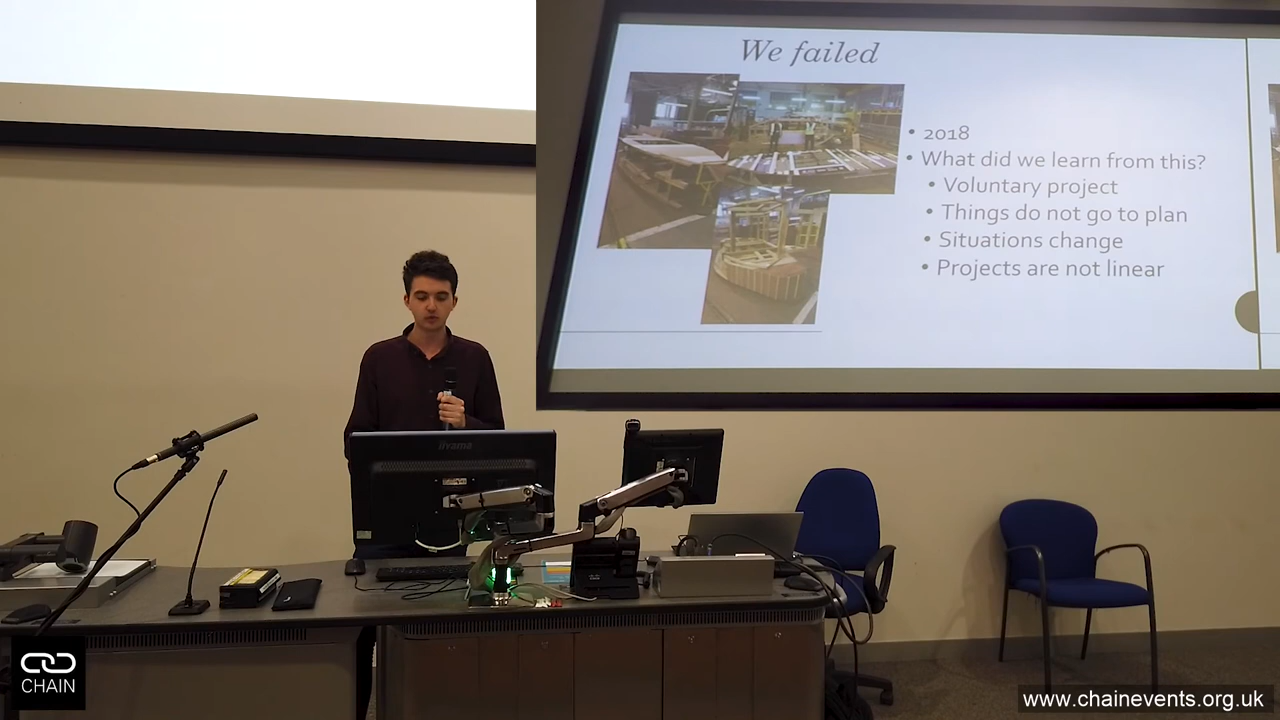 We failed
• 2018
• What did we learn from this?
• Voluntary project
• Things do not go to plan
• Situations change
• Projects are not linear
iiyama
CHAIN
www.chainevents.org.uk